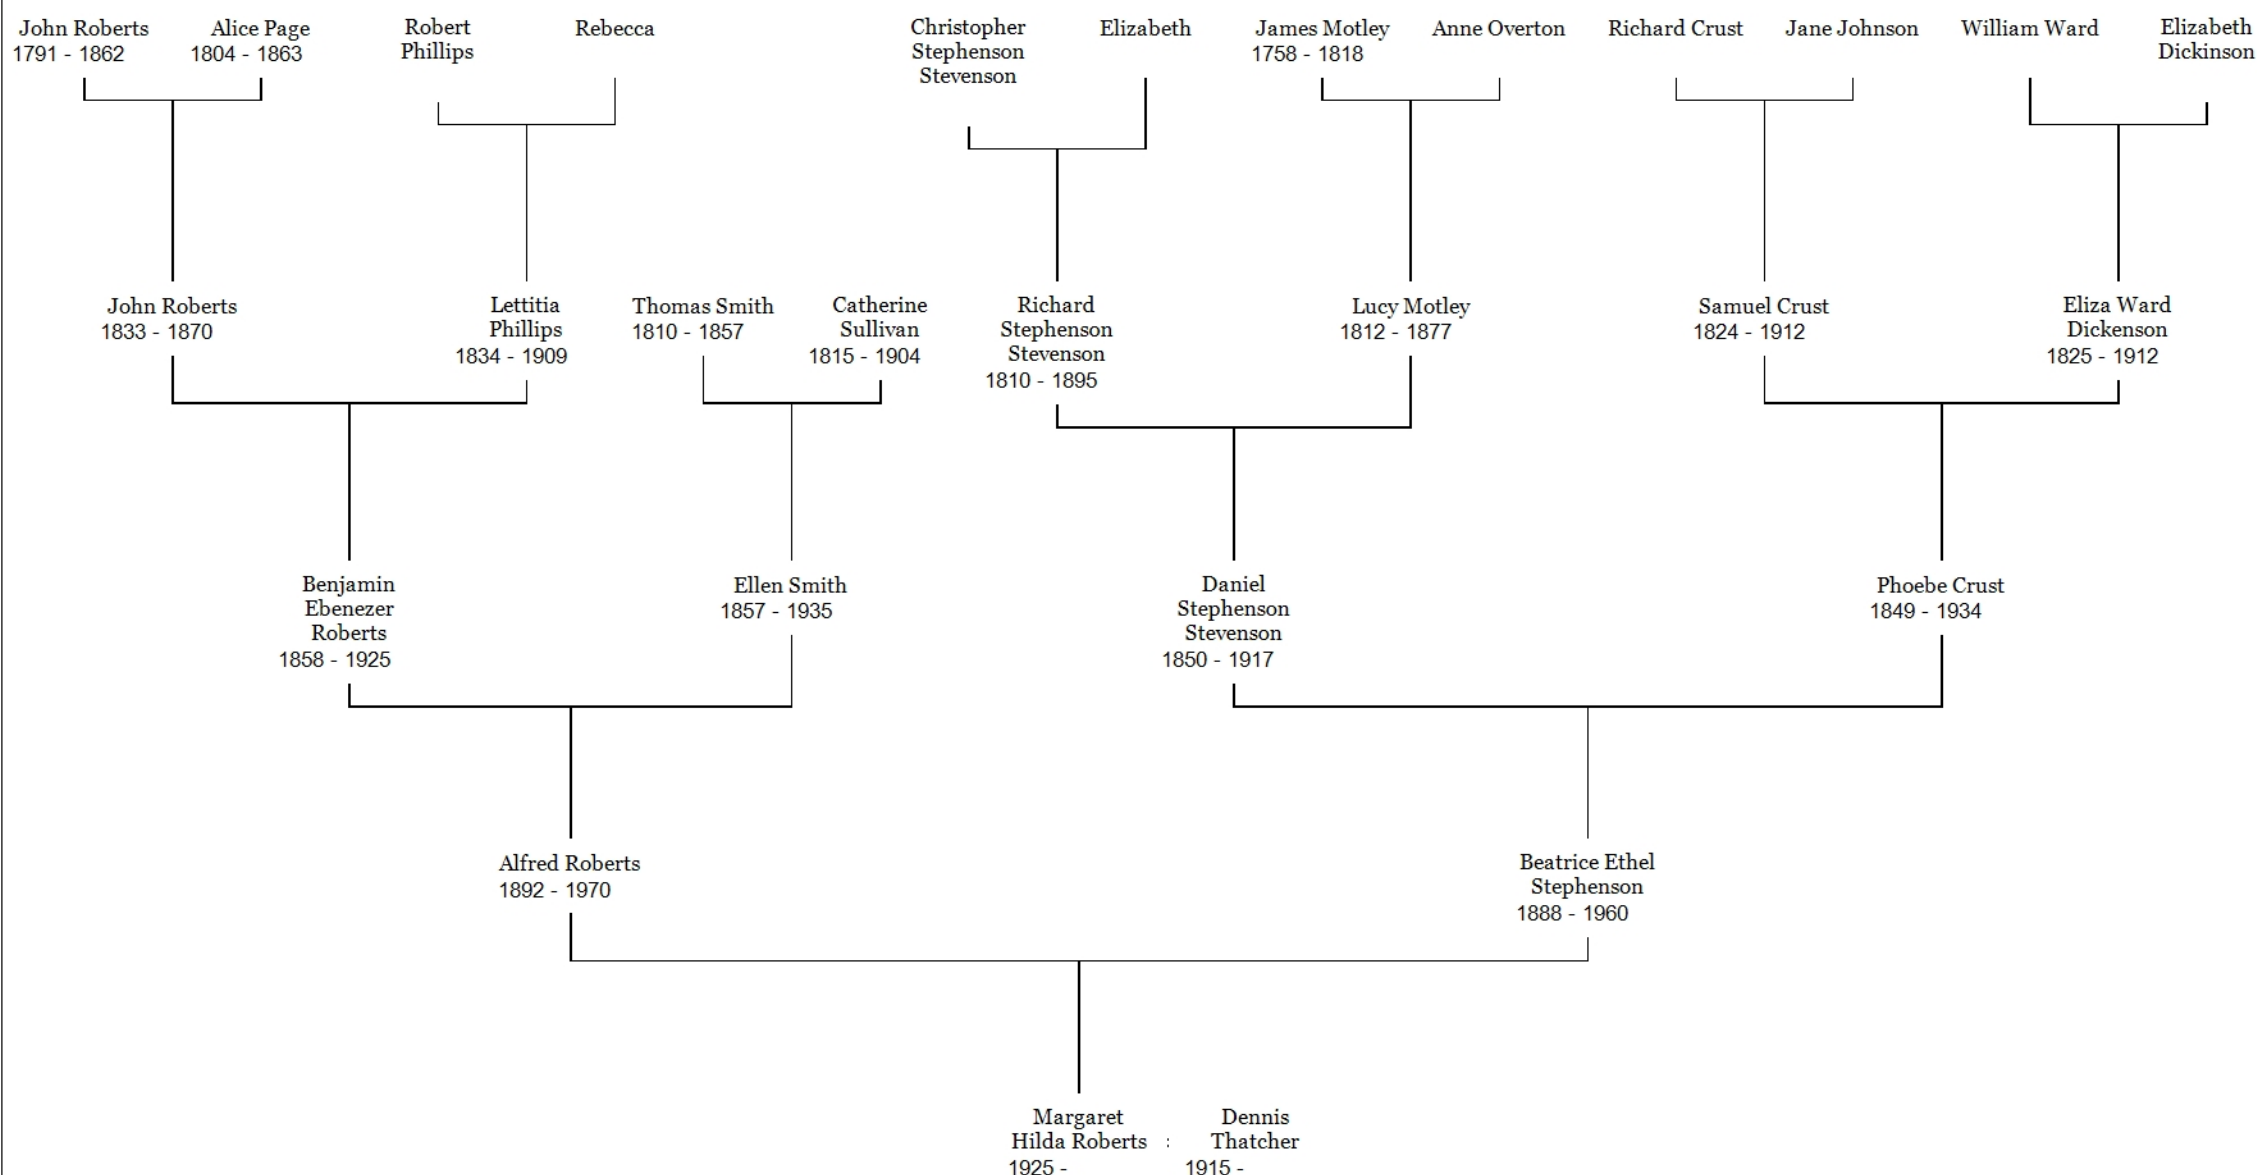 John Roberts
1791 - 1862
Alice Page
1804 - 1863
Robert
Phillips
Rebecca
Christopher
Stephenson
Stevenson
Elizabeth
James Motley
1758 - 1818
Anne Overton
Richard Crust
Jane Johnson
William Ward
Elizabeth
Dickinson
John Roberts
1833 - 1870
Lettitia
Phillips
1834 - 1909
Thomas Smith
1810 - 1857
Catherine
Sullivan
1815 - 1904
Richard
Stephenson
Stevenson
1810 - 1895
Lucy Motley
1812 - 1877
Samuel Crust
1824 - 1912
Eliza Ward
Dickenson
1825 - 1912
Benjamin
Ebenezer
Roberts
1858 - 1925
Ellen Smith
1857 - 1935
Daniel
Stephenson
Stevenson
1850 - 1917
Phoebe Crust
1849 - 1934
Alfred Roberts
1892 - 1970
Beatrice Ethel
Stephenson
1888 - 1960
Margaret
Hilda Roberts :
1925 -
Dennis
Thatcher
1915 -